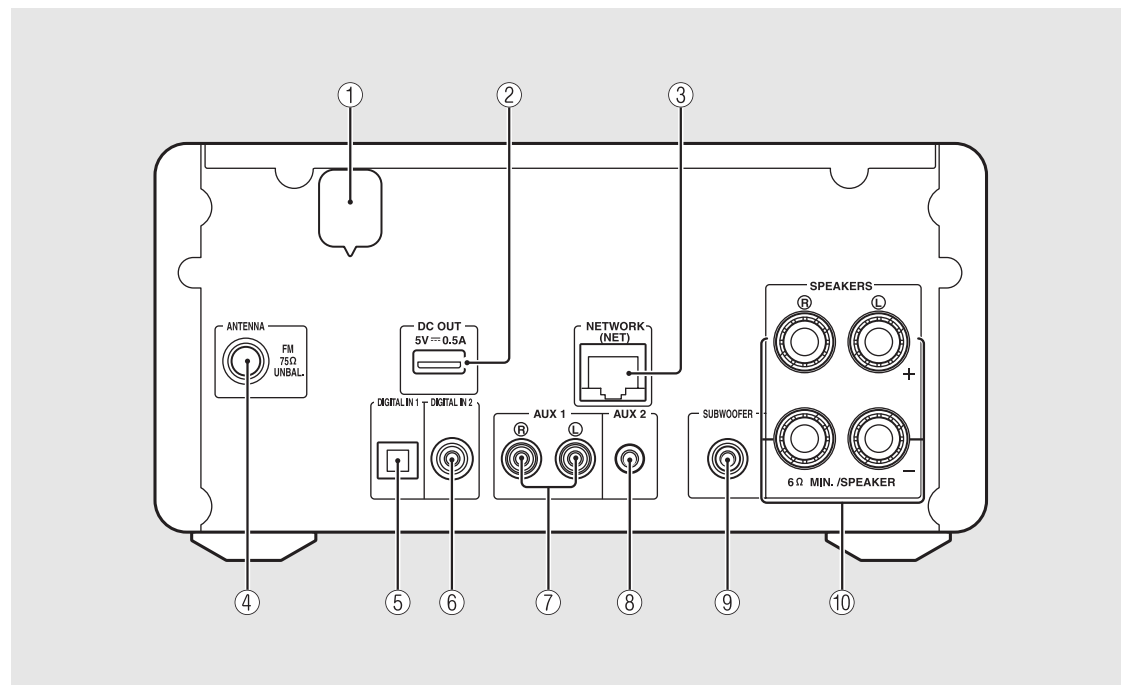 ① ② ③
SPEAKERS
Ⓡ Ⓛ
ANTENNA
FM
75Ω
UNBAL.
DC OUT
5V⎓0.5A
NETWORK
(NET)
+
DIGITAL IN 1 DIGITAL IN 2
AUX 1
Ⓡ Ⓛ
AUX 2
SUBWOOFER
−
6Ω MIN. /SPEAKER
④ ⑤ ⑥ ⑦ ⑧ ⑨ ⑩